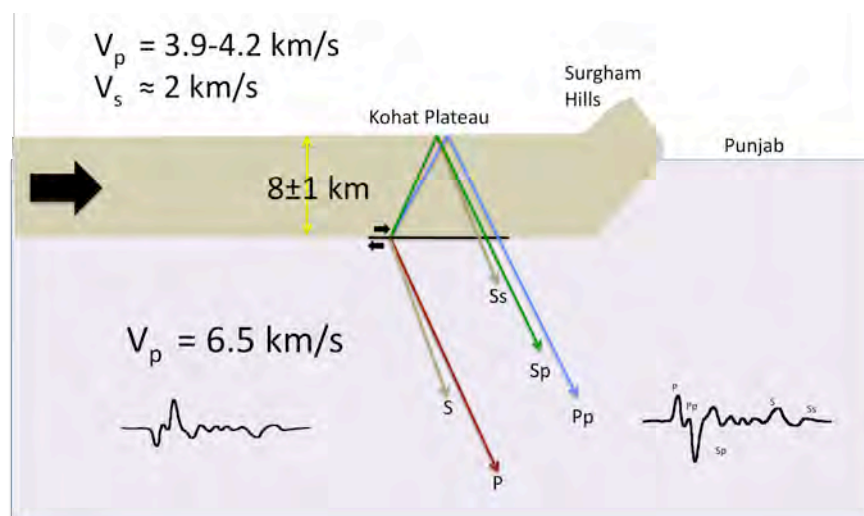 Vp = 3.9-4.2 km/s
Vs ≈ 2 km/s
Surgham
Hills
Kohat Plateau
Punjab
8±1 km
Ss
Vp = 6.5 km/s
Sp
S
Pp
P
P
Pp
Sp
S
Ss